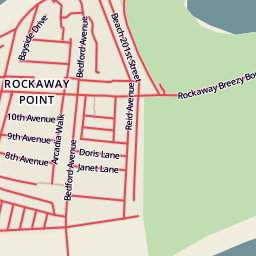 Bayside Drive
Bedford Avenue
Beach 201st Street
ROCKAWAY
POINT
Rockaway Breezy Bo
Reid Avenue
10th Avenue
9th Avenue
8th Avenue
Arcadia Walk
Doris Lane
Janet Lane
Bedford Avenue